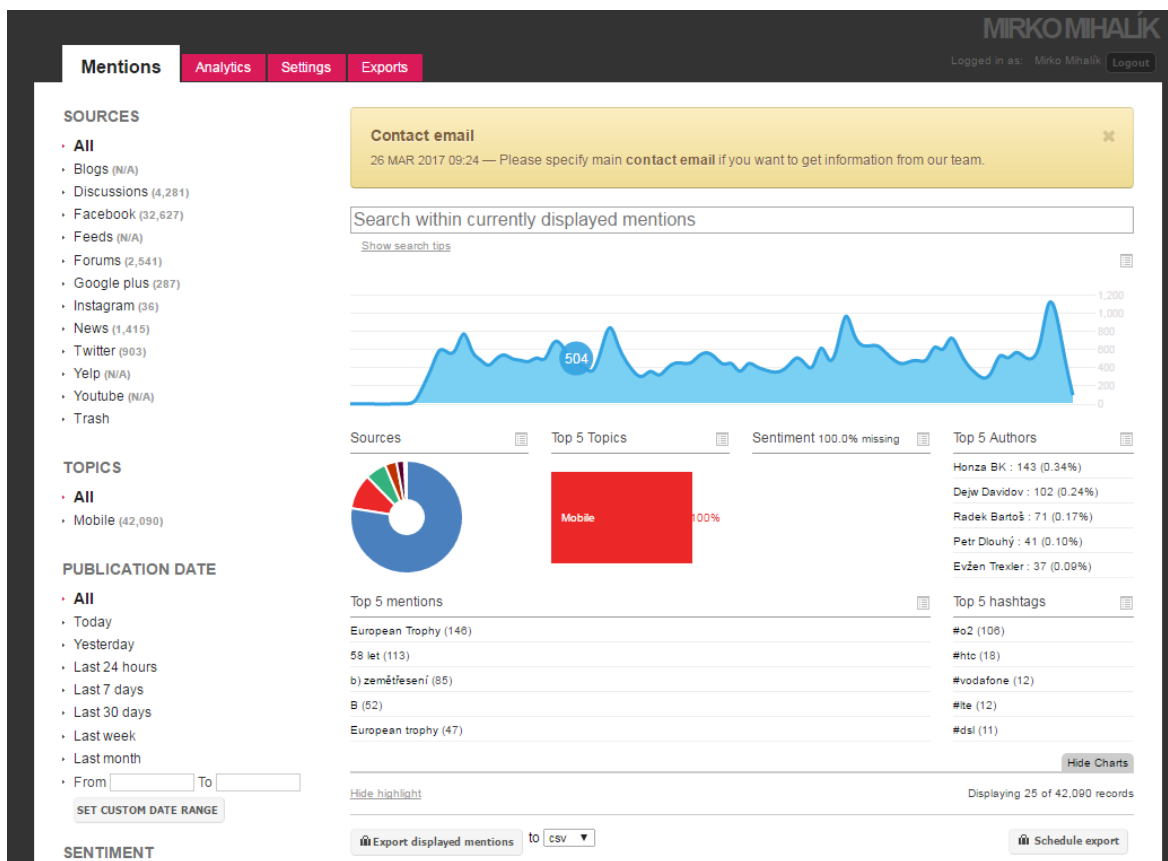 MIRKO MIHALÍK
Logged in as: Mirko Mihalík Logout
Mentions Analytics Settings Exports
SOURCES
All
Blogs (N/A)
Discussions (4,281)
Facebook (32,627)
Feeds (N/A)
Forums (2,541)
Google plus (287)
Instagram (36)
News (1,415)
Twitter (903)
Yelp (N/A)
Youtube (N/A)
Trash
TOPICS
All
Mobile (42,090)
PUBLICATION DATE
All
Today
Yesterday
Last 24 hours
Last 7 days
Last 30 days
Last week
Last month
From To
SET CUSTOM DATE RANGE
SENTIMENT
Contact email
26 MAR 2017 09:24 — Please specify main contact email if you want to get information from our team.
Search within currently displayed mentions
Show search tips
1,200
1,000
800
600
400
200
0
504
Sources
Top 5 Topics
Mobile 100%
Sentiment 100.0% missing
Top 5 Authors
Honza BK : 143 (0.34%)
Dejw Davidov : 102 (0.24%)
Radek Bartoš : 71 (0.17%)
Petr Dlouhý : 41 (0.10%)
Evžen Trexler : 37 (0.09%)
Top 5 mentions
European Trophy (146)
58 let (113)
b) zemětřesení (85)
B (52)
European trophy (47)
Top 5 hashtags
#o2 (106)
#htc (18)
#vodafone (12)
#lte (12)
#dsl (11)
Hide Charts
Hide highlight
Displaying 25 of 42,090 records
Export displayed mentions to csv
Schedule export